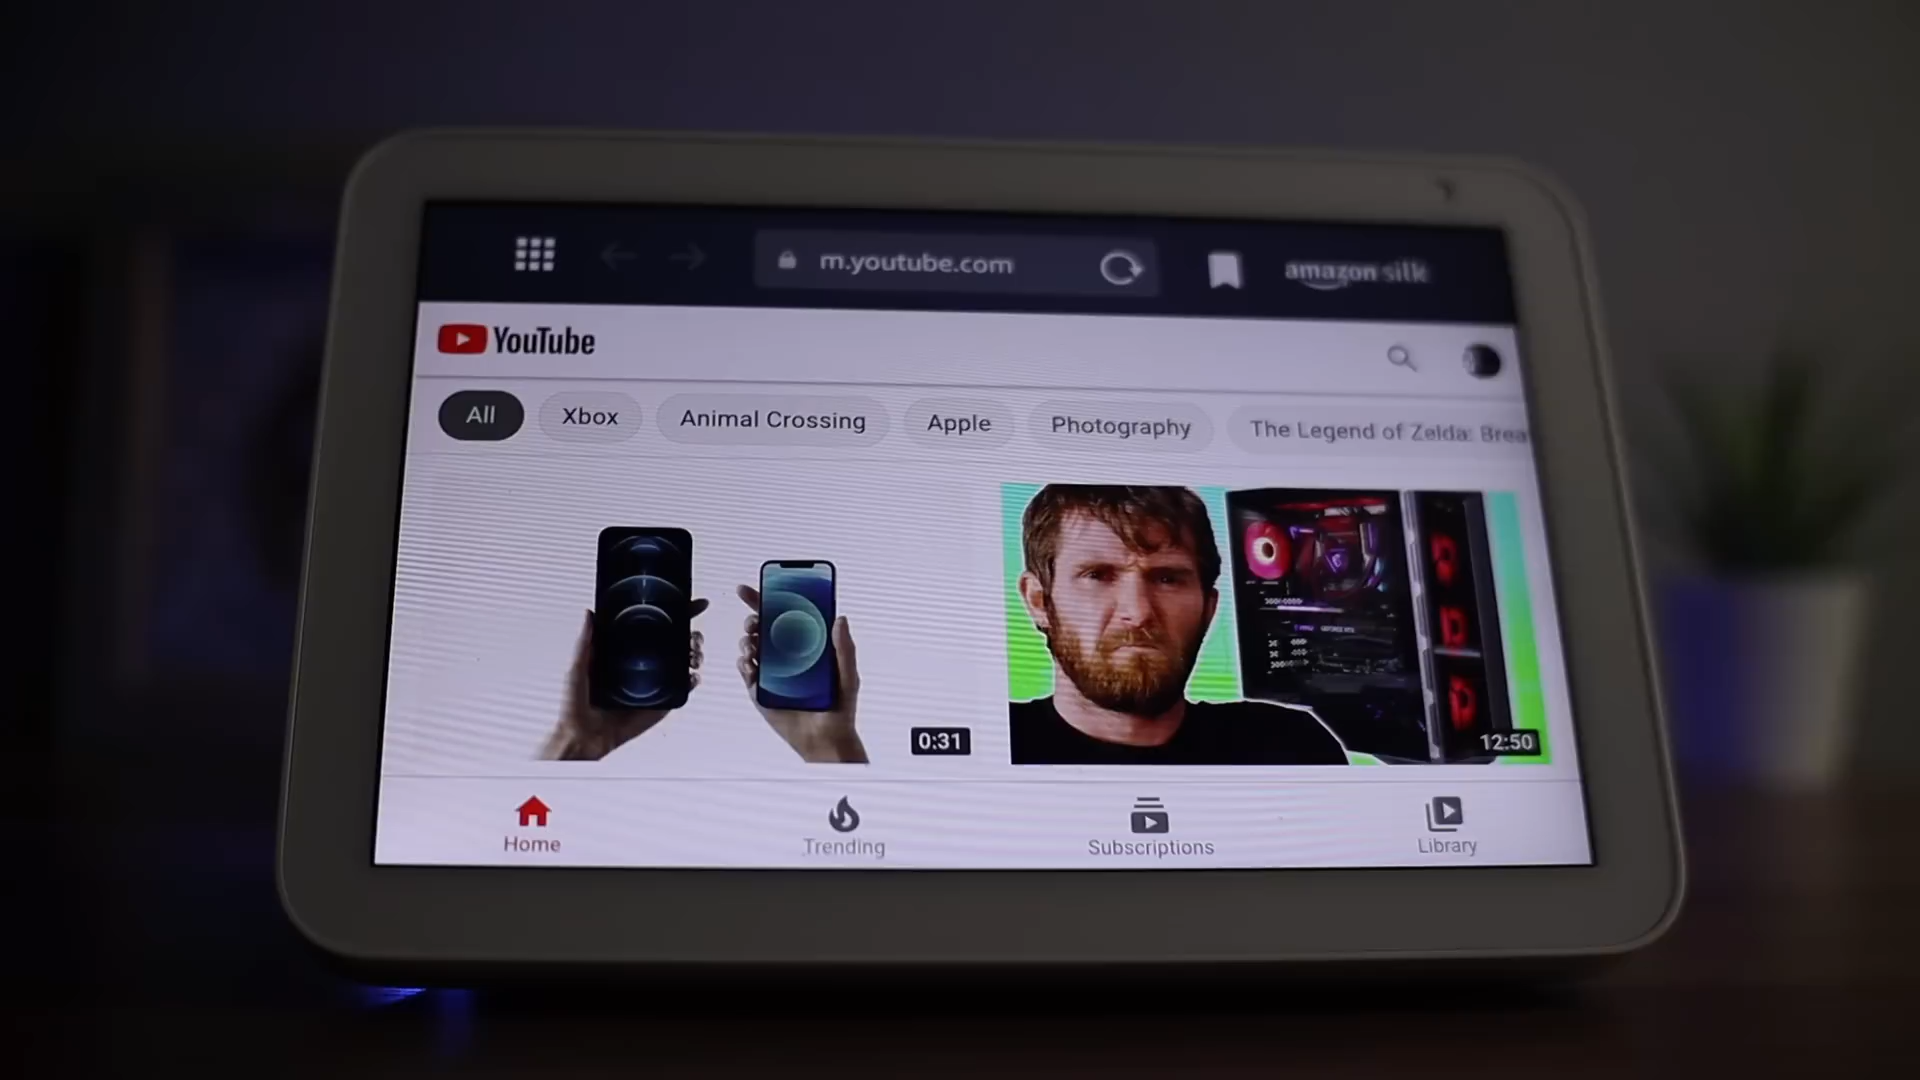 m.youtube.com
amazon silk
YouTube
All Xbox Animal Crossing Apple Photography The Legend of Zelda: Brea
0:31
12:50
Home Trending Subscriptions Library